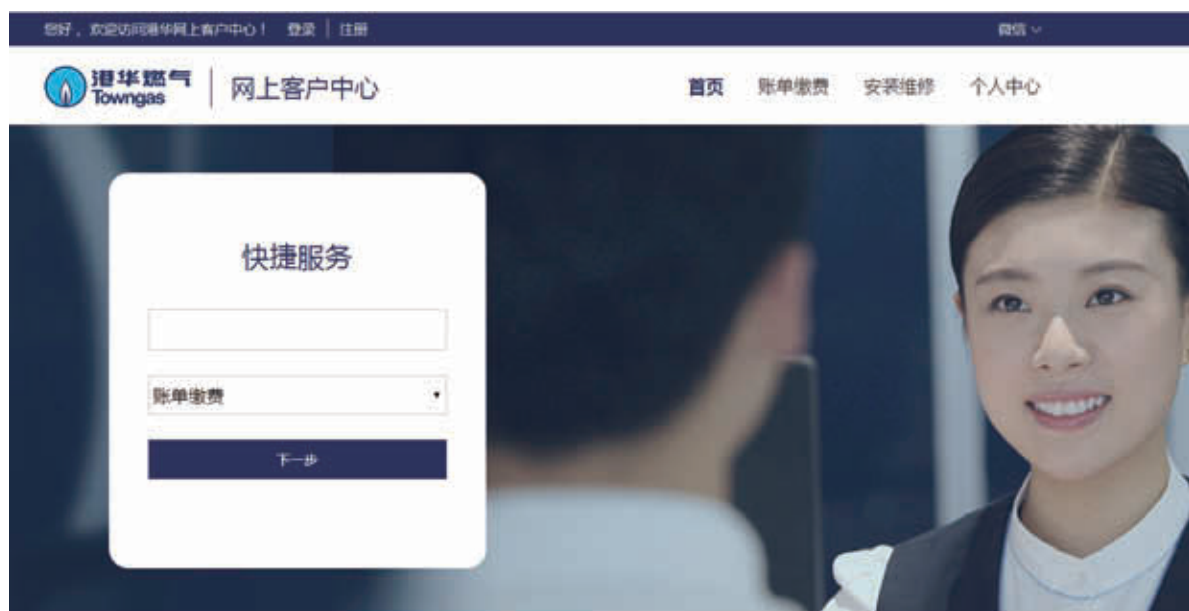 您好，欢迎访问港华网上客户中心！ 登录 | 注册 微信
港华燃气 Towngas | 网上客户中心 首页 账单缴费 安装维修 个人中心
快捷服务
账单缴费
下一步